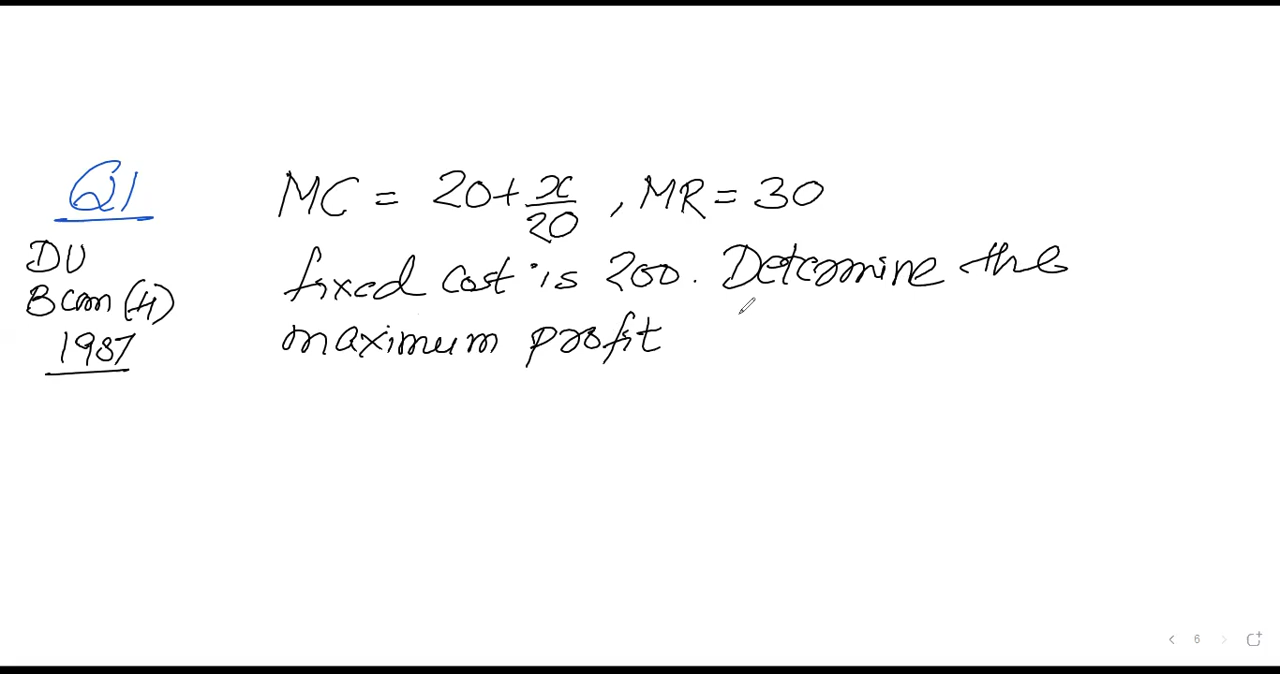 Q1
MC = 20+x/20, MR = 30
DU
fixed cost is 200. Determine the
Bcom (H)
maximum profit
1987
6